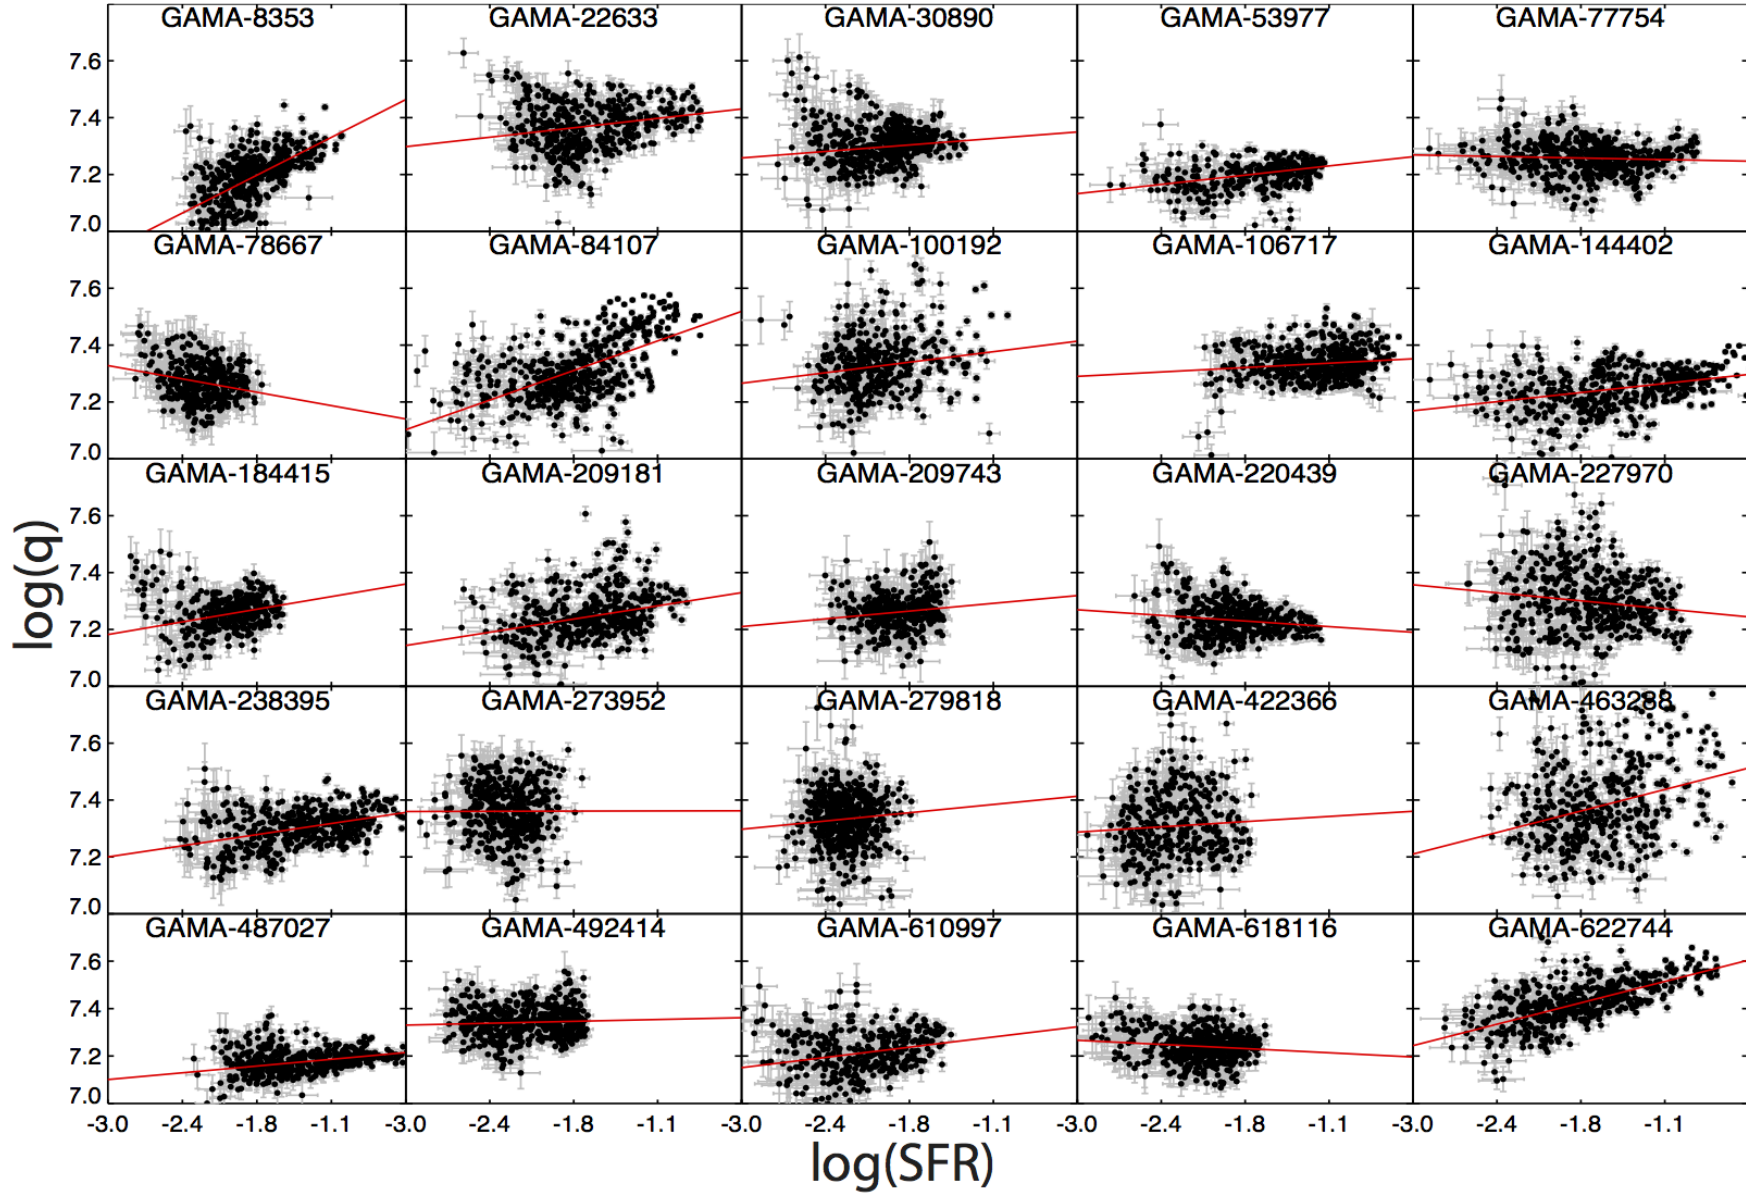 GAMA-8353 GAMA-22633 GAMA-30890 GAMA-53977 GAMA-77754
7.6
7.4
7.2
7.0
GAMA-78667 GAMA-84107 GAMA-100192 GAMA-106717 GAMA-144402
7.6
7.4
7.2
7.0
GAMA-184415 GAMA-209181 GAMA-209743 GAMA-220439 GAMA-227970
7.6
7.4
7.2
7.0
GAMA-238395 GAMA-273952 GAMA-279818 GAMA-422366 GAMA-463288
7.6
7.4
7.2
7.0
GAMA-487027 GAMA-492414 GAMA-610997 GAMA-618116 GAMA-622744
7.6
7.4
7.2
7.0
-3.0 -2.4 -1.8 -1.1 -3.0 -2.4 -1.8 -1.1 -3.0 -2.4 -1.8 -1.1 -3.0 -2.4 -1.8 -1.1 -3.0 -2.4 -1.8 -1.1
log(q)
log(SFR)